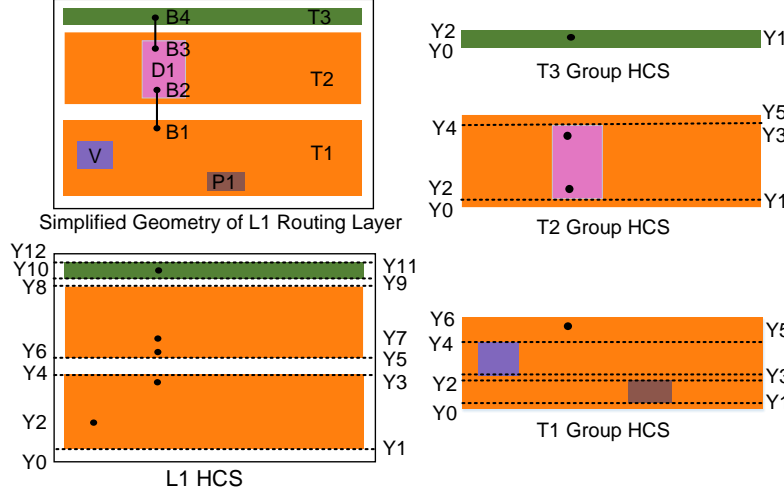 B4
T3
B3
D1
T2
B2
B1
V
P1
T1
Simplified Geometry of L1 Routing Layer
Y2
Y0
Y1
T3 Group HCS
Y5
Y4
Y3
Y2
Y0
Y1
T2 Group HCS
Y12
Y10
Y11
Y8
Y9
Y7
Y6
Y5
Y4
Y3
Y2
Y1
Y0
L1 HCS
Y6
Y5
Y4
Y3
Y2
Y1
Y0
T1 Group HCS